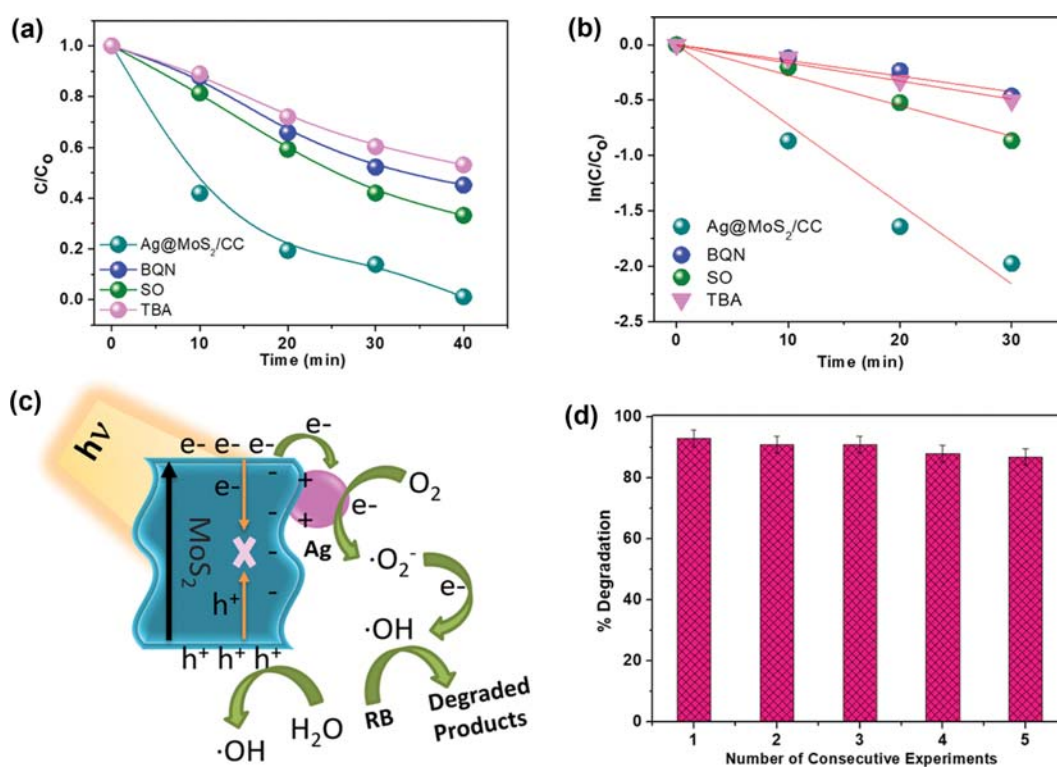 (a)
1.0
0.8
0.6
0.4
0.2
0.0
C/C₀
Ag@MoS₂/CC
BQN
SO
TBA
0 10 20 30 40
Time (min)
(b)
0.0
-0.5
-1.0
-1.5
-2.0
-2.5
ln(C/C₀)
Ag@MoS₂/CC
BQN
SO
TBA
0 10 20 30
Time (min)
(c)
hν
e- e- e-
e-
e-
MoS₂
h⁺
h⁺ h⁺ h⁺
- 
-
-
-
+
+
Ag
e-
O₂
·O₂⁻
e-
·OH
RB
Degraded
Products
H₂O
·OH
(d)
100
80
60
40
20
0
% Degradation
1 2 3 4 5
Number of Consecutive Experiments